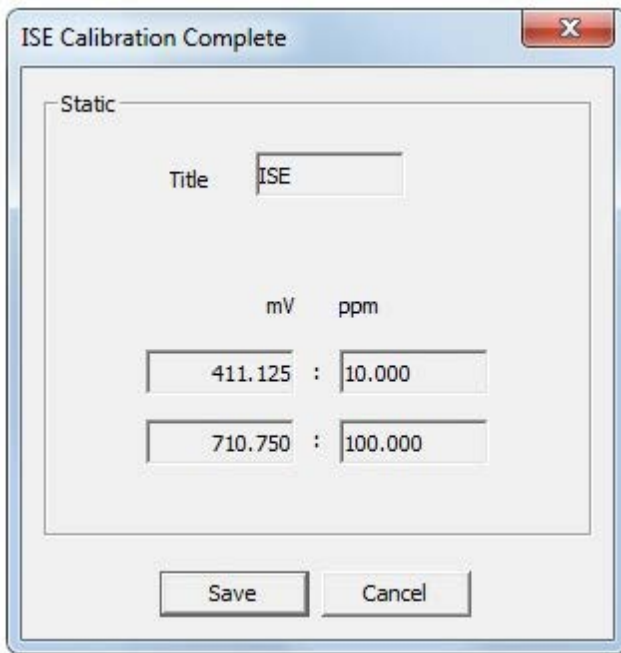 ISE Calibration Complete
Static
Title ISE
mV ppm
411.125 : 10.000
710.750 : 100.000
Save Cancel